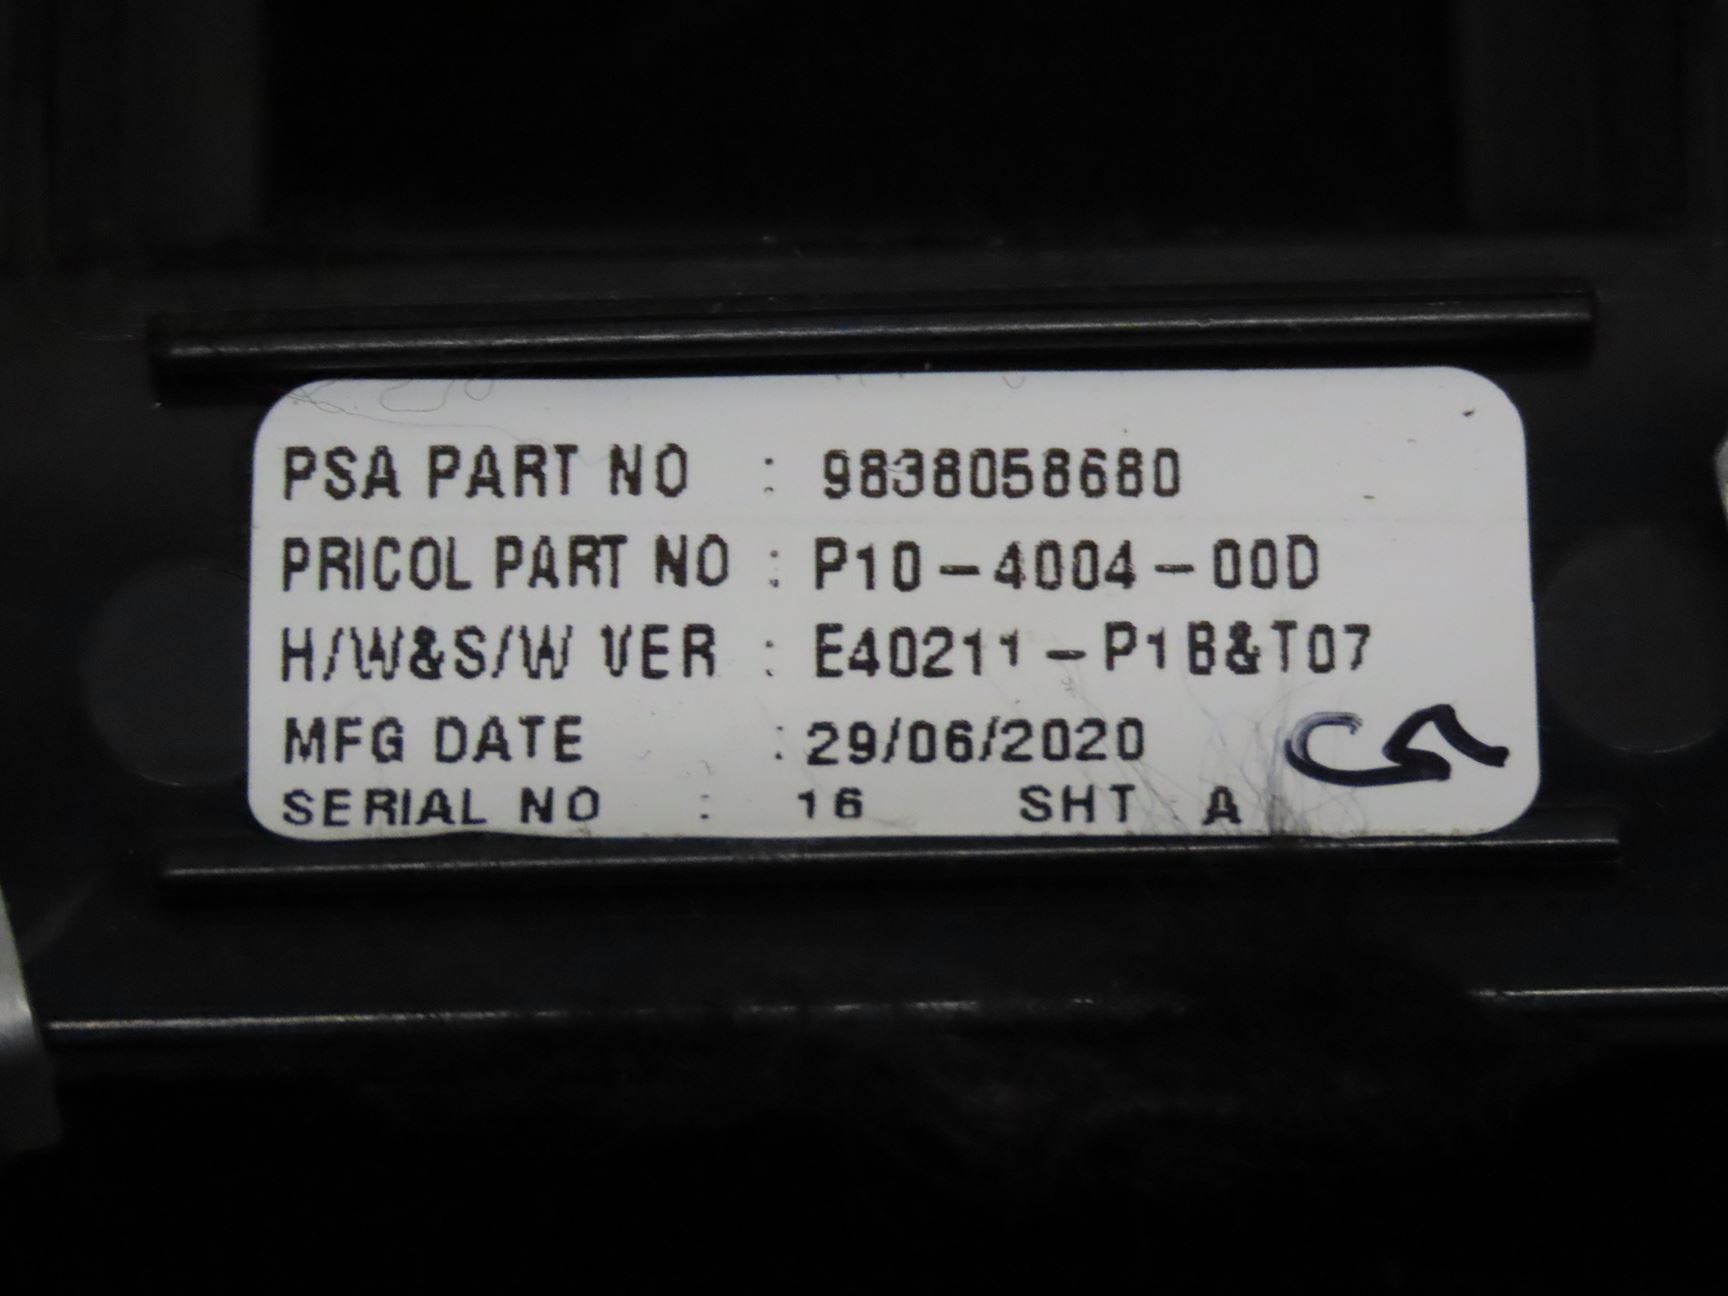 PSA PART NO : 9838058680
PRICOL PART NO : P10-4004-00D
H/W&S/W VER : E40211-P1B&T07
MFG DATE : 29/06/2020
SERIAL NO : 16 SHT A